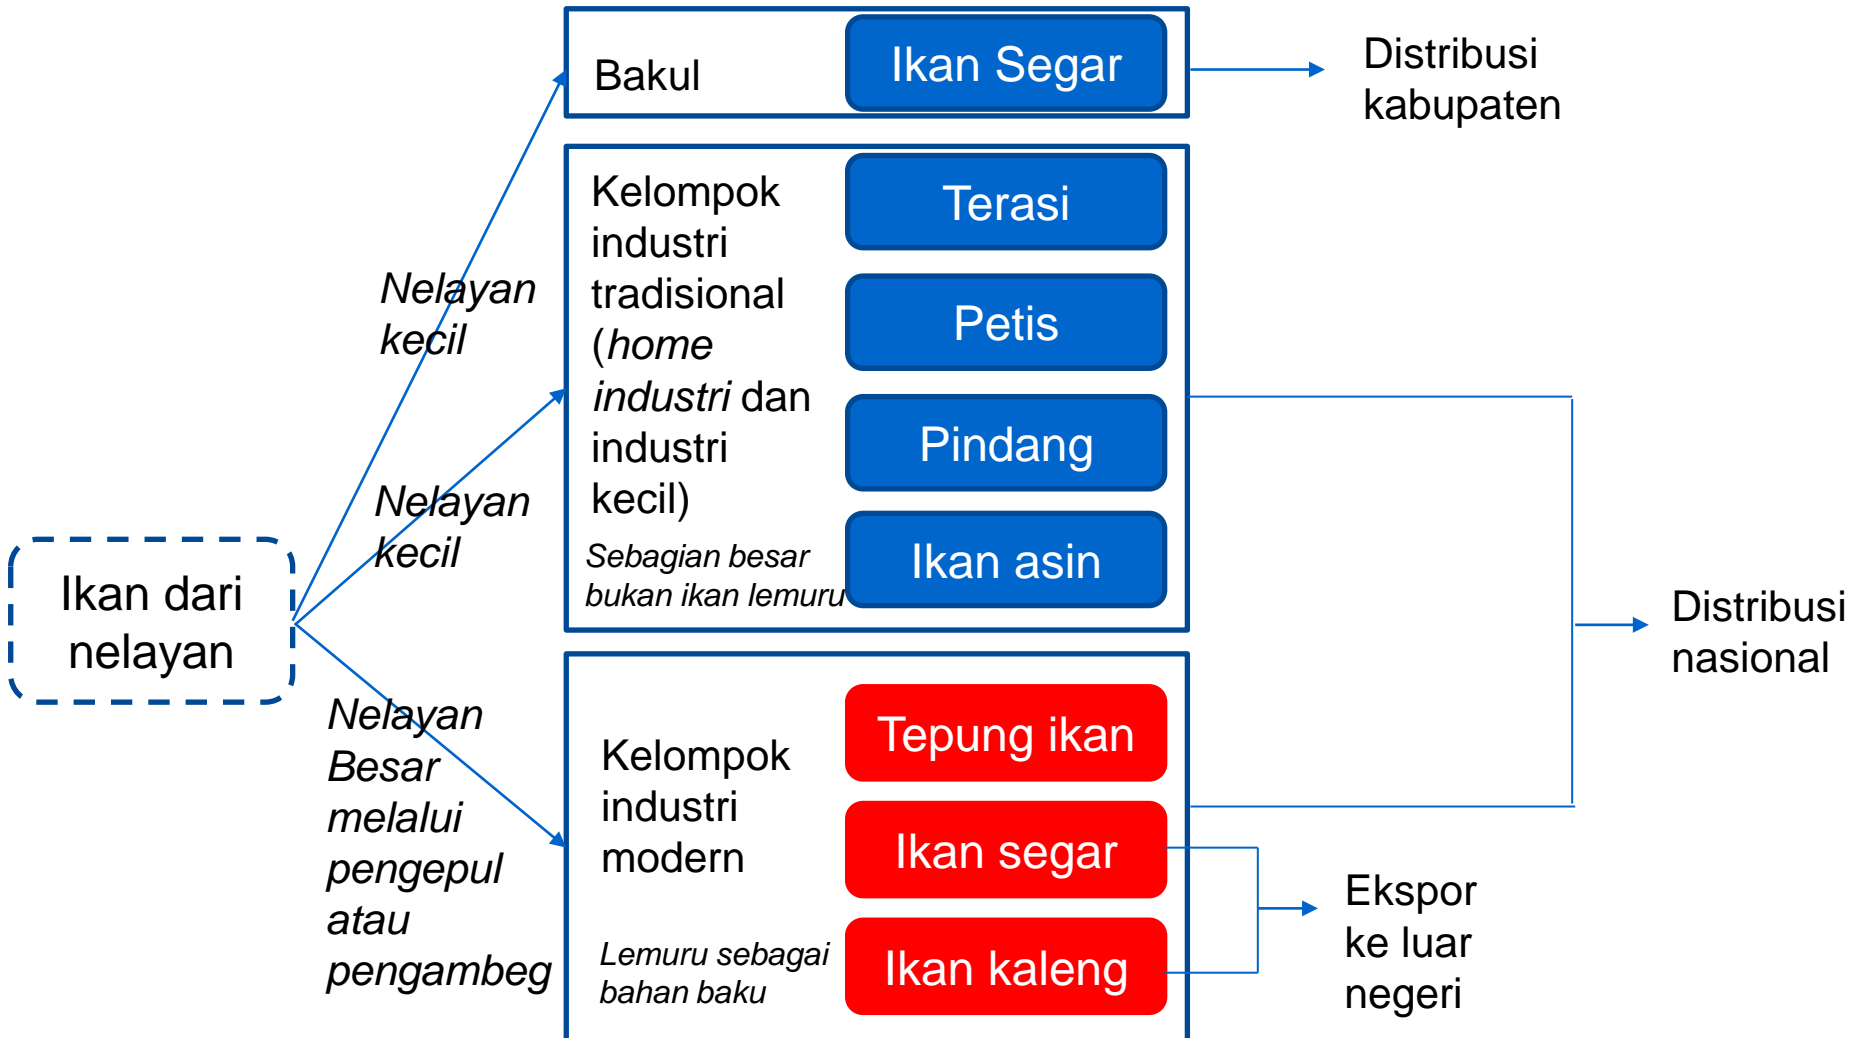 Ikan dari
nelayan
Nelayan
kecil
Nelayan
kecil
Nelayan
Besar
melalui
pengepul
atau
pengambeg
Bakul
Ikan Segar
Distribusi
kabupaten
Kelompok
industri
tradisional
(home
industri dan
industri
kecil)
Sebagian besar
bukan ikan lemuru
Terasi
Petis
Pindang
Ikan asin
Kelompok
industri
modern
Lemuru sebagai
bahan baku
Tepung ikan
Ikan segar
Ikan kaleng
Distribusi
nasional
Ekspor
ke luar
negeri